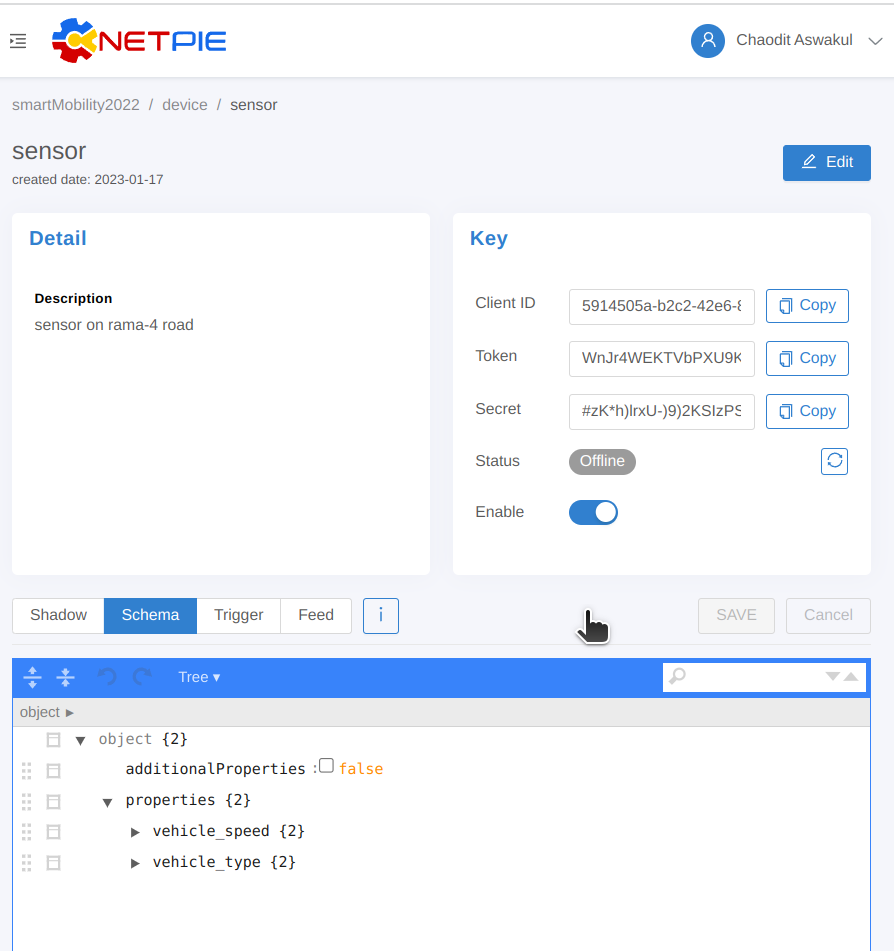 NETPIE
Chaodit Aswakul
smartMobility2022 / device / sensor
sensor
created date: 2023-01-17
Edit
Detail
Description
sensor on rama-4 road
Key
Client ID 5914505a-b2c2-42e6- Copy
Token WnJr4WEKTVbPXU9K Copy
Secret #zK*h)lrxU-)9)2KSIzPS Copy
Status Offline
Enable
Shadow Schema Trigger Feed i SAVE Cancel
Tree ▾
object ►
object {2}
additionalProperties : false
properties {2}
vehicle_speed {2}
vehicle_type {2}